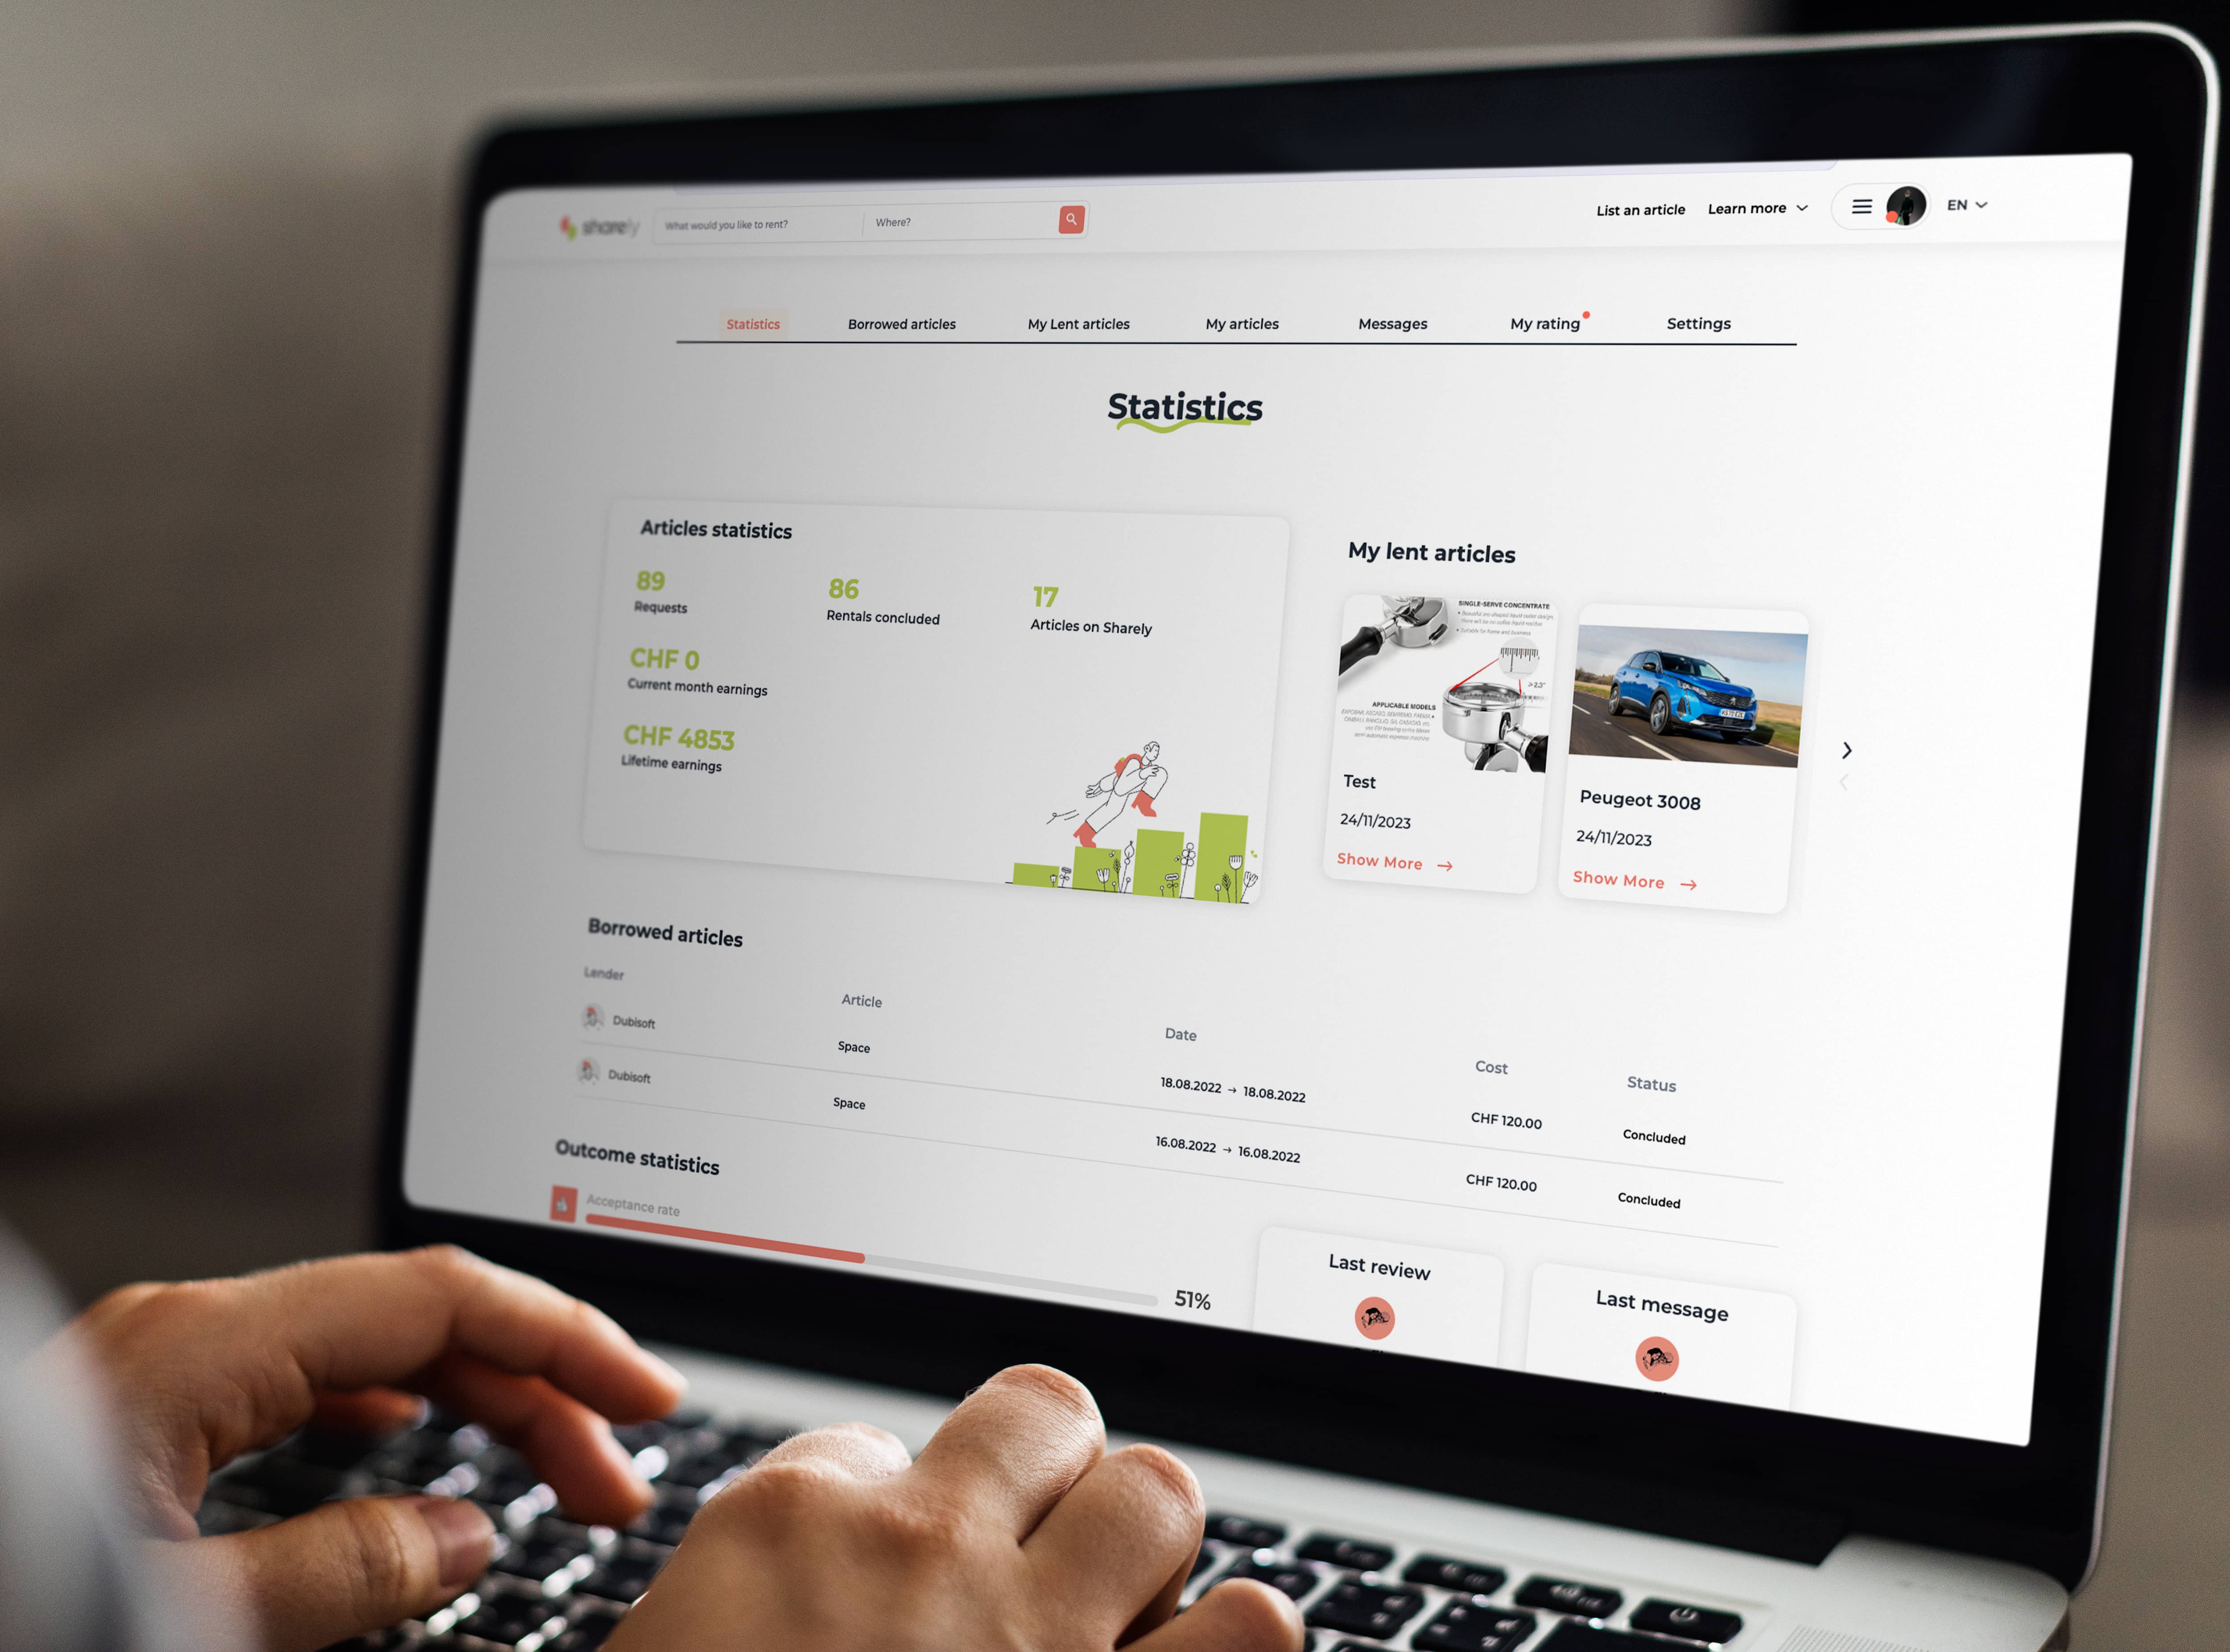 sharely
What would you like to rent?
Where?
List an article
Learn more
EN
Statistics
Borrowed articles
My Lent articles
My articles
Messages
My rating
Settings
Statistics
Articles statistics
89
Requests
86
Rentals concluded
17
Articles on Sharely
CHF 0
Current month earnings
CHF 4853
Lifetime earnings
My lent articles
SINGLE-SERVE CONCENTRATE
APPLICABLE MODELS
Test
24/11/2023
Show More →
Peugeot 3008
24/11/2023
Show More →
Borrowed articles
Lender
Article
Date
Cost
Status
Dubisoft
Space
18.08.2022 → 18.08.2022
CHF 120.00
Concluded
Dubisoft
Space
16.08.2022 → 16.08.2022
CHF 120.00
Concluded
Outcome statistics
Acceptance rate
51%
Last review
Last message